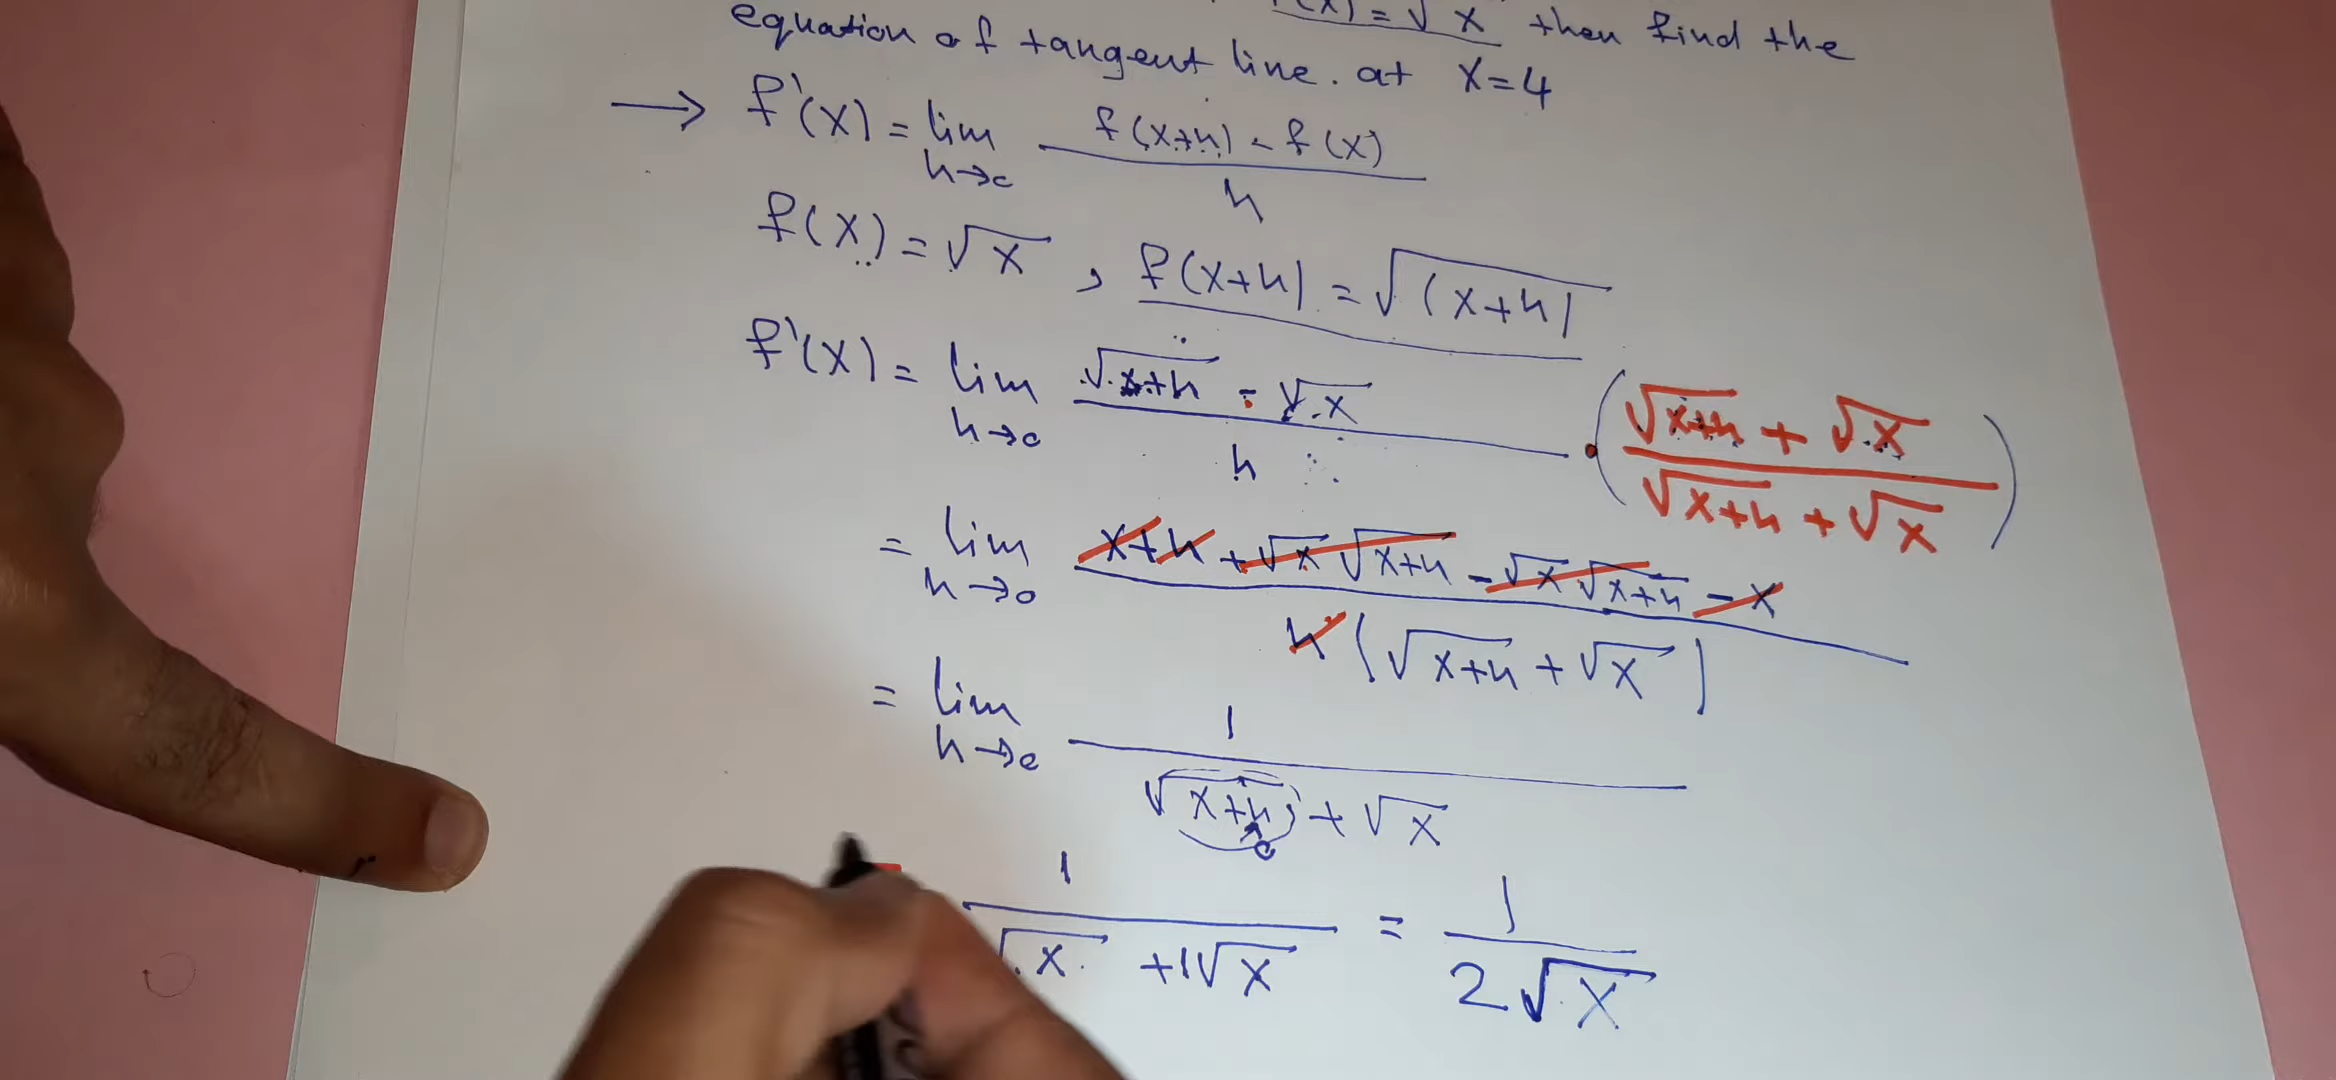 f(x) = √x then find the
equation of tangent line. at x=4
→ f'(x) = lim h→0 f(x+h) - f(x) / h
f(x) = √x , f(x+h) = √(x+h)
f'(x) = lim h→0 √x+h - √x / h · (√x+h + √x / √x+h + √x)
= lim h→0 x+h + √x √x+h - √x √x+h - x / h (√x+h + √x)
= lim h→0 1 / √x+h + √x
0
1 / √x + 1√x = 1 / 2√x